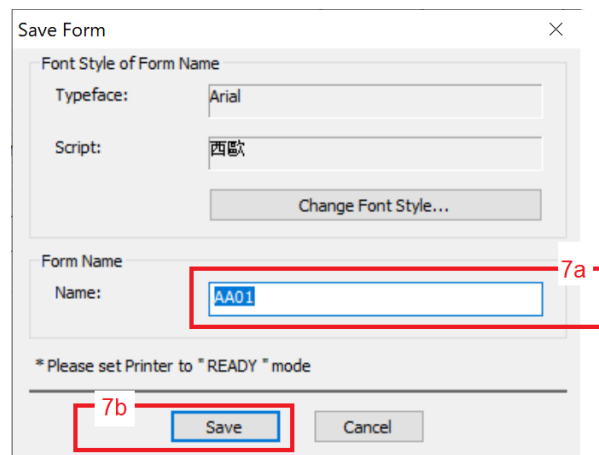 Save Form
Font Style of Form Name
Typeface: Arial
Script: 西歐
Change Font Style...
Form Name
7a
Name: AA01
* Please set Printer to " READY " mode
7b
Save Cancel